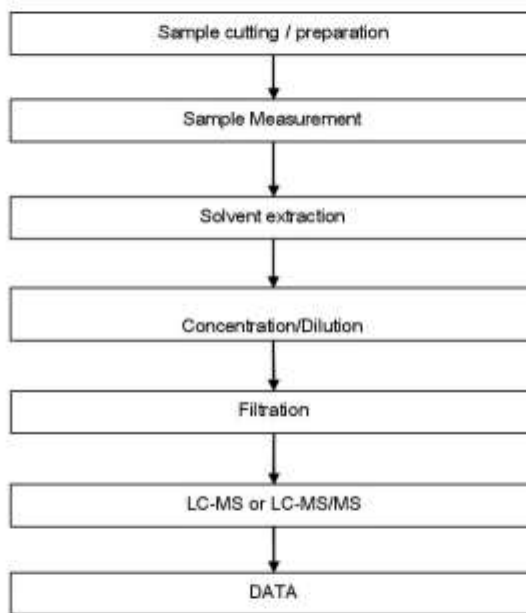 Sample cutting / preparation
Sample Measurement
Solvent extraction
Concentration/Dilution
Filtration
LC-MS or LC-MS/MS
DATA